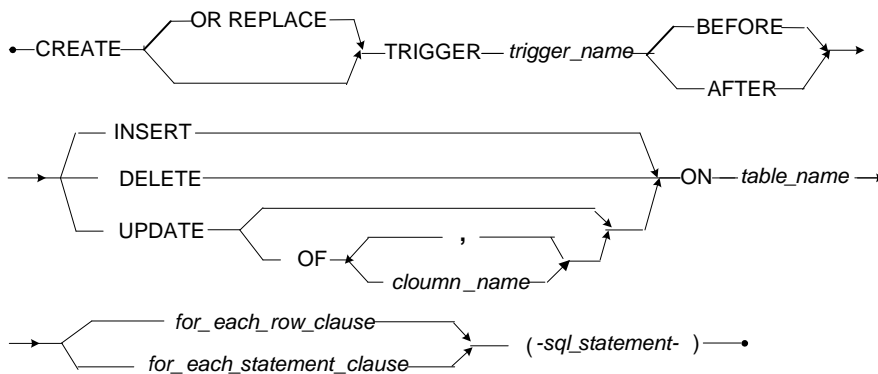 OR REPLACE
CREATE TRIGGER trigger_name
BEFORE
AFTER
INSERT
DELETE ON table_name
UPDATE
OF ,
cloumn_name
for_each_row_clause
for_each_statement_clause
(-sql_statement-)